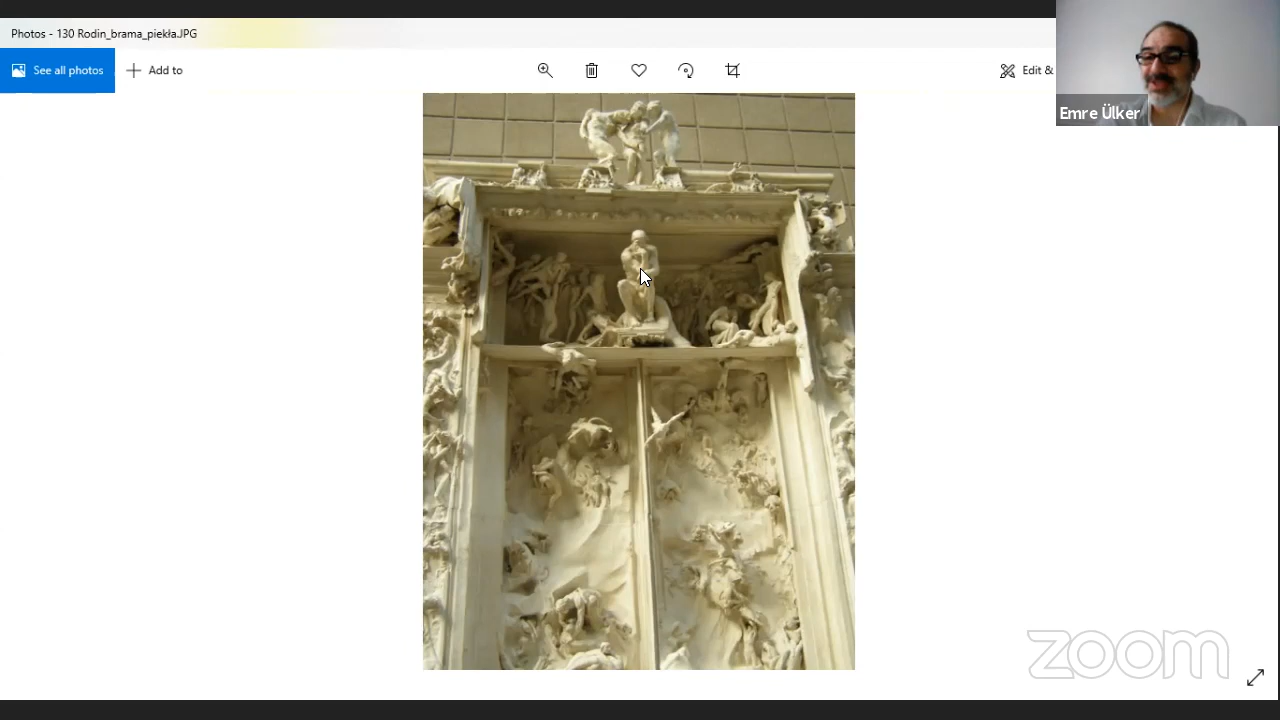 Photos - 130 Rodin_brama_piekła.JPG
See all photos
Add to
Edit &
Emre Ülker
zoom